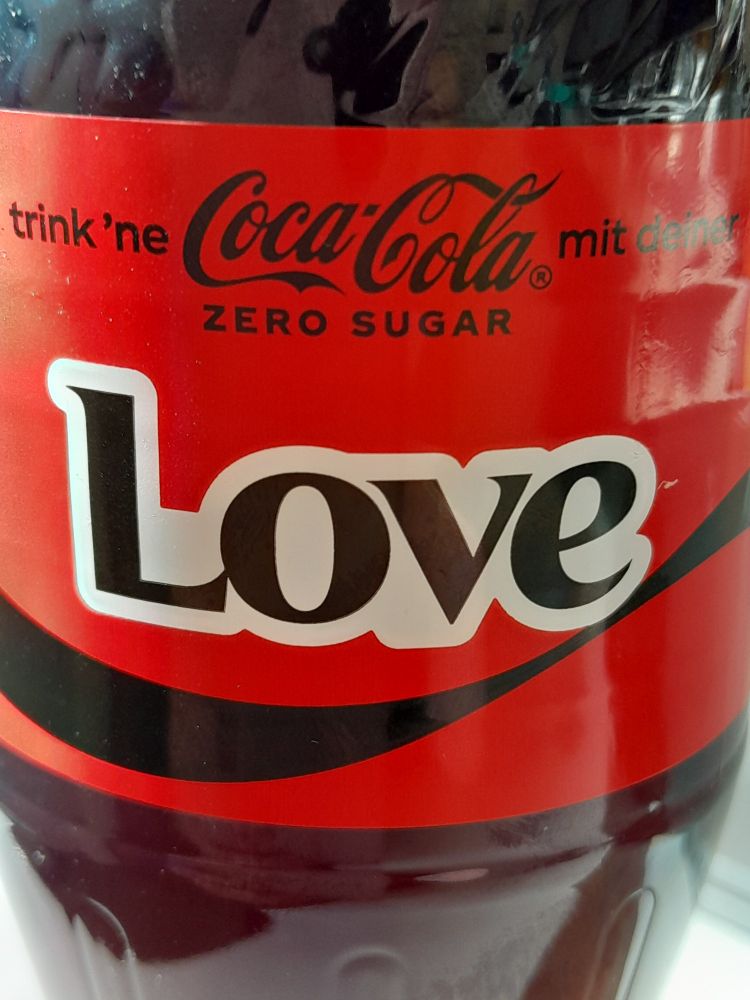 trink 'ne Coca-Cola® mit deiner
ZERO SUGAR
Love